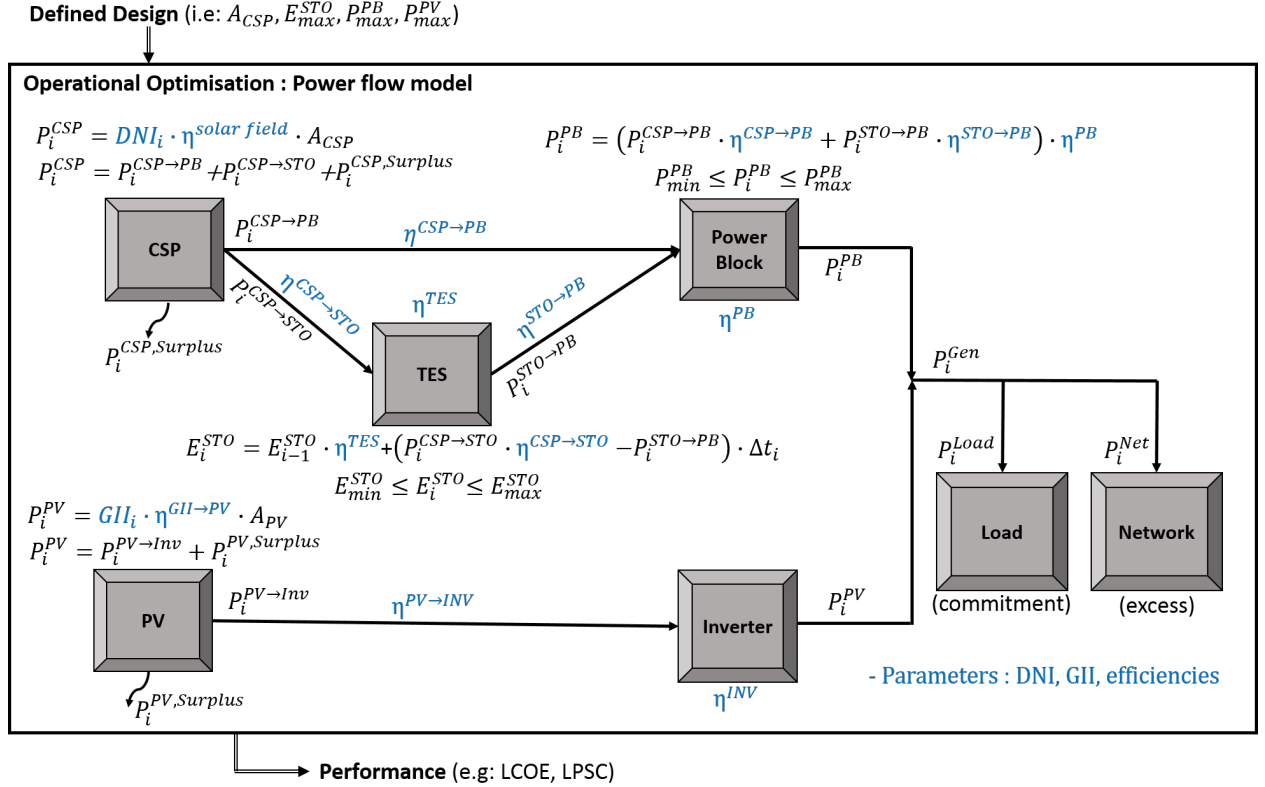 Defined Design (i.e: A_CSP, E_max^STO, P_max^PB, P_max^PV)
Operational Optimisation : Power flow model
P_i^CSP = DNI_i · η^solar field · A_CSP
P_i^CSP = P_i^CSP→PB +P_i^CSP→STO +P_i^CSP,Surplus
P_i^PB = (P_i^CSP→PB · η^CSP→PB + P_i^STO→PB · η^STO→PB) · η^PB
P_min^PB ≤ P_i^PB ≤ P_max^PB
CSP
P_i^CSP→PB
η^CSP→PB
Power
Block
P_i^PB
η^CSP→STO
P_i^CSP→STO
η^TES
η^STO→PB
η^PB
P_i^CSP,Surplus
TES
P_i^STO→PB
P_i^Gen
E_i^STO = E_i-1^STO · η^TES+(P_i^CSP→STO · η^CSP→STO −P_i^STO→PB) · Δt_i
E_min^STO ≤ E_i^STO ≤ E_max^STO
P_i^Load
P_i^Net
P_i^PV = GII_i · η^GII→PV · A_PV
P_i^PV = P_i^PV→Inv + P_i^PV,Surplus
Load
Network
(commitment)
(excess)
PV
P_i^PV→Inv
η^PV→INV
Inverter
P_i^PV
η^INV
P_i^PV,Surplus
- Parameters : DNI, GII, efficiencies
Performance (e.g: LCOE, LPSC)